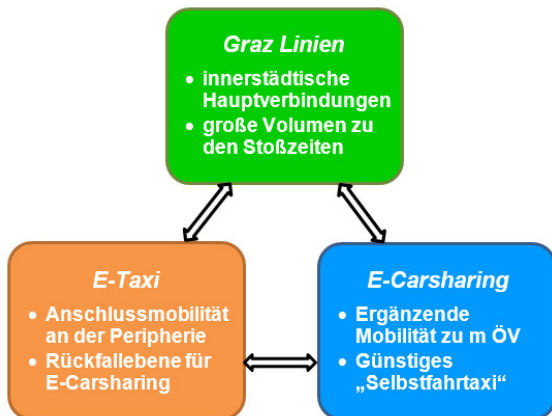 Graz Linien
• innerstädtische
Hauptverbindungen
• große Volumen zu
den Stoßzeiten
E-Taxi
• Anschlussmobilität
an der Peripherie
• Rückfallebene für
E-Carsharing
E-Carsharing
• Ergänzende
Mobilität zu m ÖV
• Günstiges
„Selbstfahrtaxi“